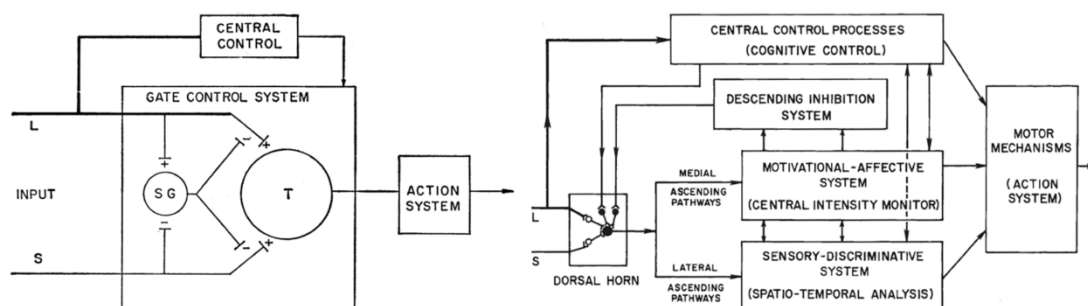 CENTRAL
CONTROL
GATE CONTROL SYSTEM
L
+
-
+
SG
T
INPUT
-
-
+
S
ACTION
SYSTEM
CENTRAL CONTROL PROCESSES
(COGNITIVE CONTROL)
DESCENDING INHIBITION
SYSTEM
MOTIVATIONAL-AFFECTIVE
SYSTEM
(CENTRAL INTENSITY MONITOR)
SENSORY-DISCRIMINATIVE
SYSTEM
(SPATIO-TEMPORAL ANALYSIS)
MEDIAL
ASCENDING
PATHWAYS
LATERAL
ASCENDING
PATHWAYS
L
S
DORSAL HORN
MOTOR
MECHANISMS
(ACTION
SYSTEM)